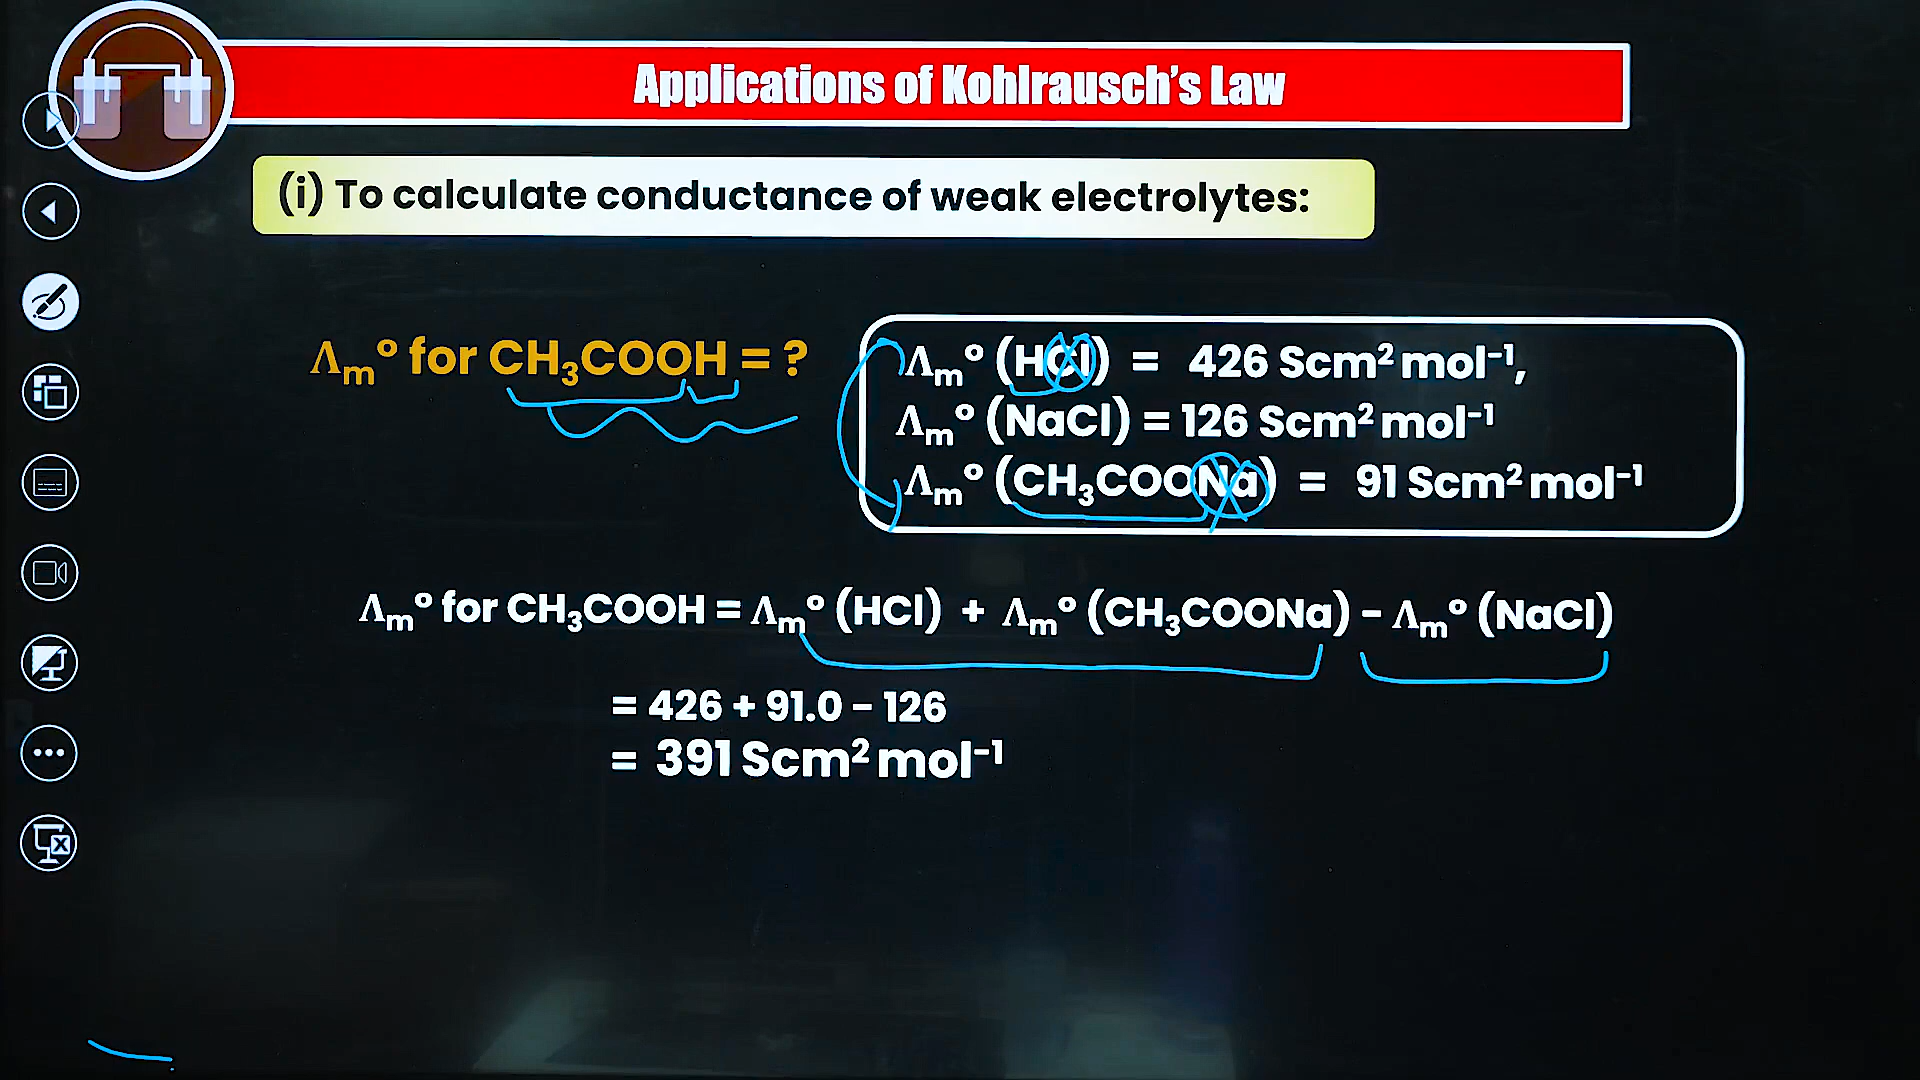 Applications of Kohlrausch's Law
(i) To calculate conductance of weak electrolytes:
Λₘ° for CH₃COOH = ?
Λₘ° (HCl) = 426 Scm² mol⁻¹,
Λₘ° (NaCl) = 126 Scm² mol⁻¹
Λₘ° (CH₃COONa) = 91 Scm² mol⁻¹
Λₘ° for CH₃COOH = Λₘ° (HCl) + Λₘ° (CH₃COONa) – Λₘ° (NaCl)
= 426 + 91.0 – 126
= 391 Scm² mol⁻¹